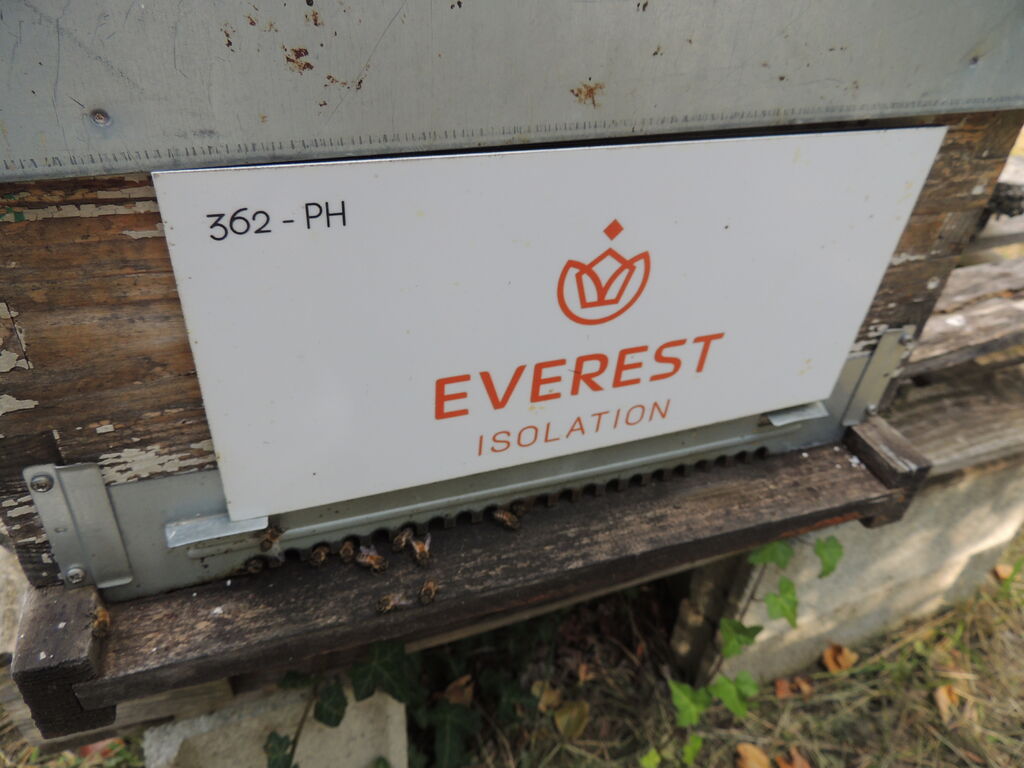 362 - PH
EVEREST
ISOLATION